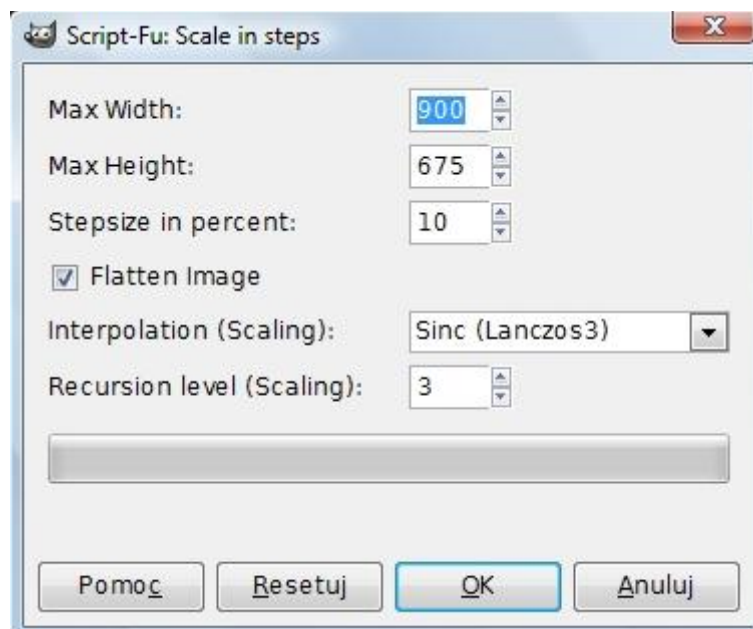 Script-Fu: Scale in steps
Max Width: 900
Max Height: 675
Stepsize in percent: 10
Flatten Image
Interpolation (Scaling): Sinc (Lanczos3)
Recursion level (Scaling): 3
Pomoc Resetuj OK Anuluj